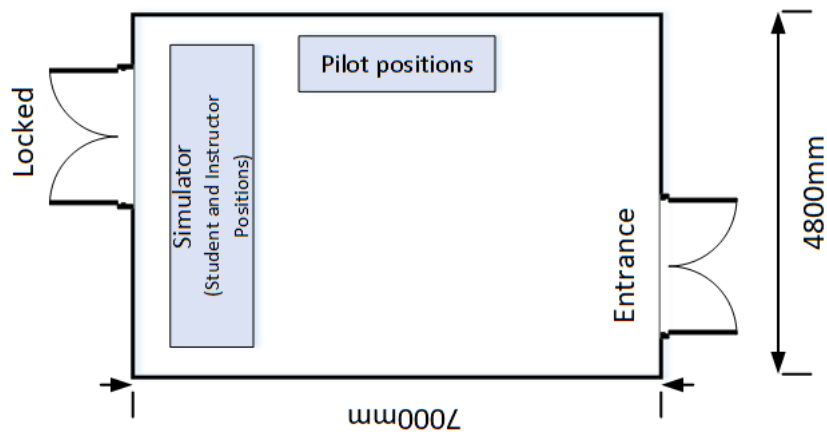 Locked
Simulator
(Student and Instructor
Positions)
Pilot positions
Entrance
4800mm
7000mm